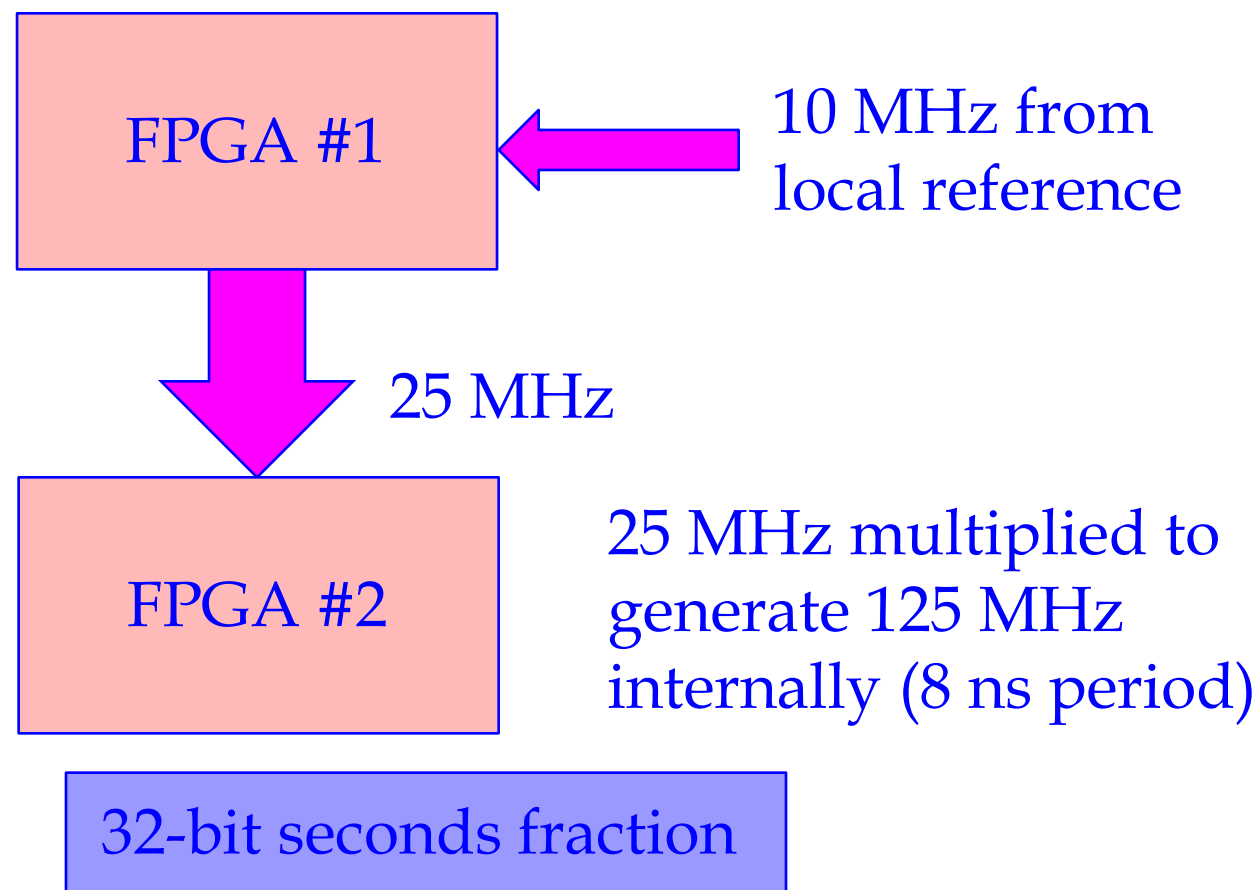 FPGA #1
10 MHz from
local reference
25 MHz
FPGA #2
25 MHz multiplied to
generate 125 MHz
internally (8 ns period)
32-bit seconds fraction